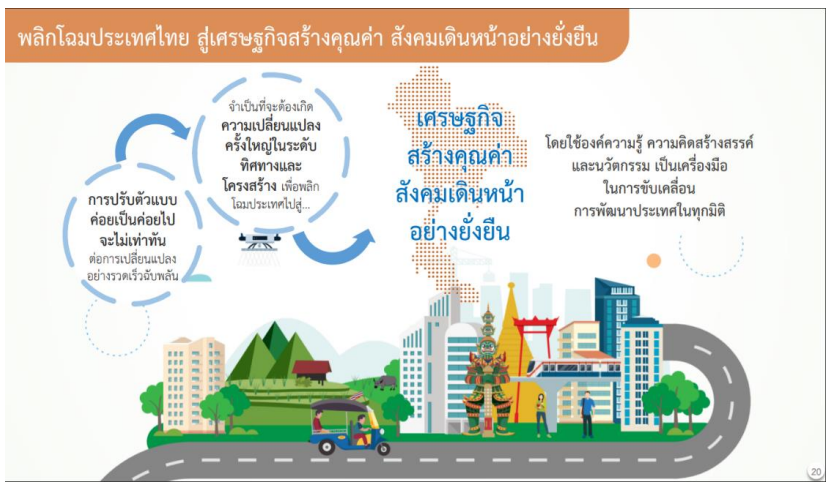 พลิกโฉมประเทศไทย สู่เศรษฐกิจสร้างคุณค่า สังคมเดินหน้าอย่างยั่งยืน
การปรับตัวแบบ
ค่อยเป็นค่อยไป
จะไม่เท่าทัน
ต่อการเปลี่ยนแปลง
อย่างรวดเร็วฉับพลัน
จำเป็นที่จะต้องเกิด
ความเปลี่ยนแปลง
ครั้งใหญ่ในระดับ
ทิศทางและ
โครงสร้าง เพื่อพลิก
โฉมประเทศไปสู่...
เศรษฐกิจ
สร้างคุณค่า
สังคมเดินหน้า
อย่างยั่งยืน
โดยใช้องค์ความรู้ ความคิดสร้างสรรค์
และนวัตกรรม เป็นเครื่องมือ
ในการขับเคลื่อน
การพัฒนาประเทศในทุกมิติ
20